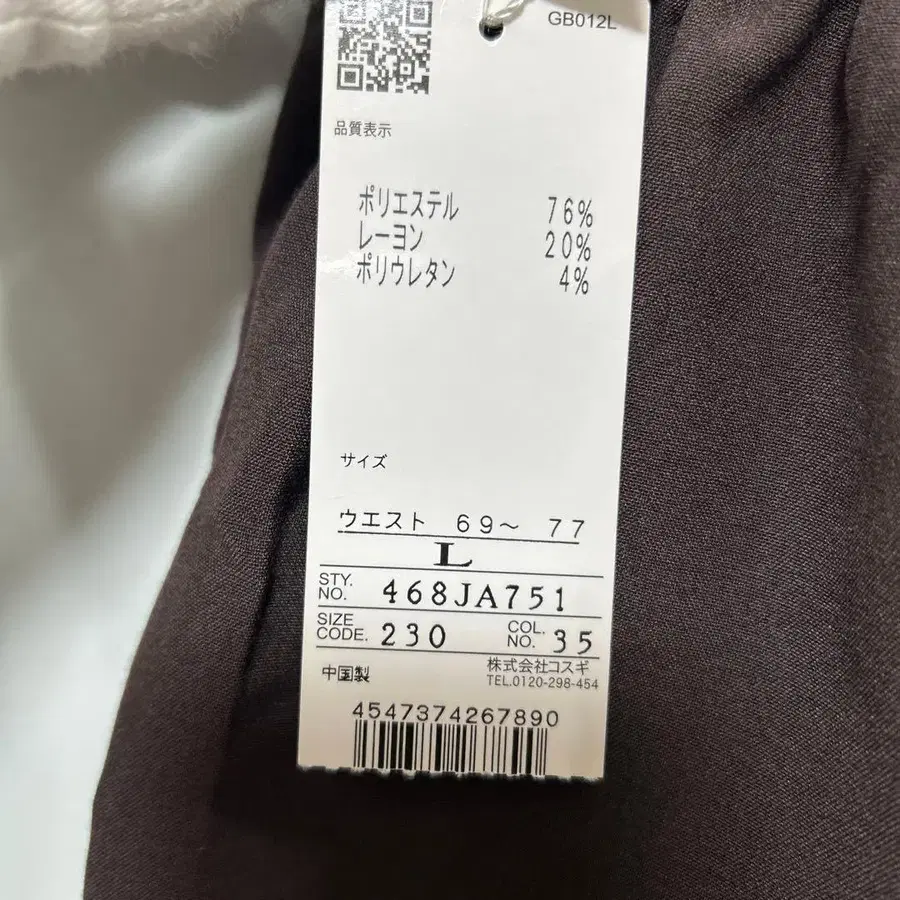 GB012L
品質表示
ポリエステル 76%
レーヨン 20%
ポリウレタン 4%
サイズ
ウエスト 69〜 77
L
STY. NO. 468JA751
SIZE CODE. 230 COL. NO. 35
中国製 株式会社コスギ
TEL.0120-298-454
4547374267890